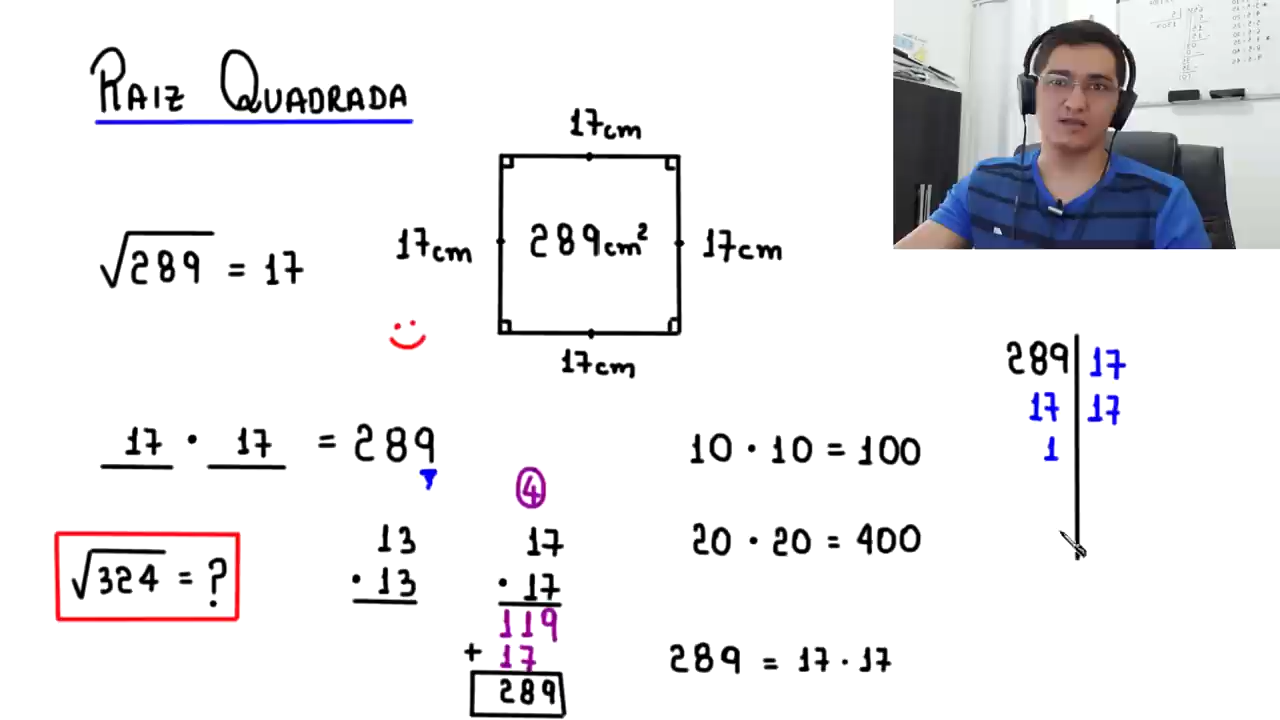 RAIZ QUADRADA
17cm
17cm
289cm²
17cm
17cm
√289 = 17
17 · 17 = 289
√324 = ?
13
· 13
4
17
· 17
119
+ 17
289
10 · 10 = 100
20 · 20 = 400
289 = 17 · 17
289 | 17
17 | 17
1